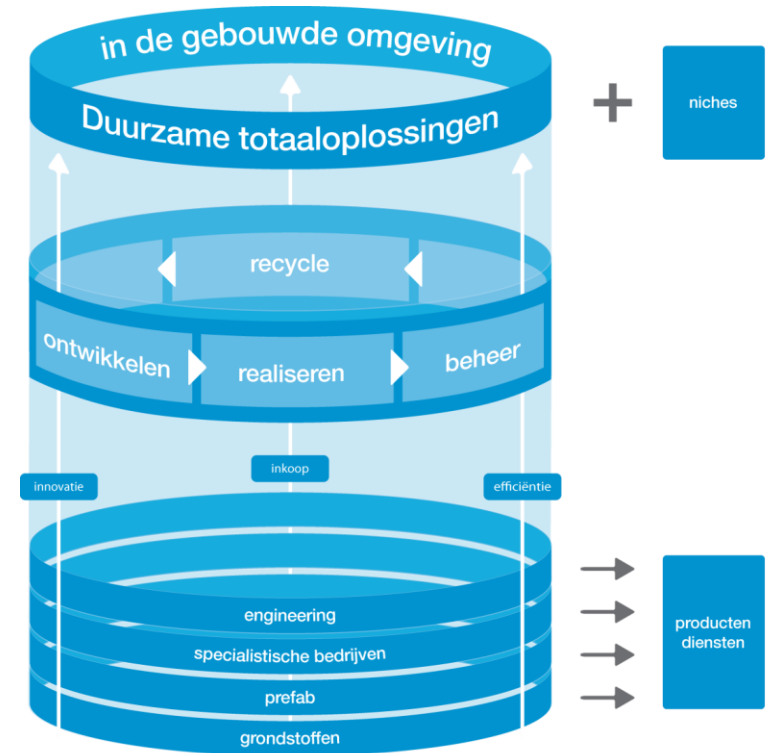 in de gebouwde omgeving
Duurzame totaaloplossingen
niches
recycle
ontwikkelen
realiseren
beheer
innovatie
inkoop
efficiëntie
engineering
specialistische bedrijven
prefab
grondstoffen
producten
diensten